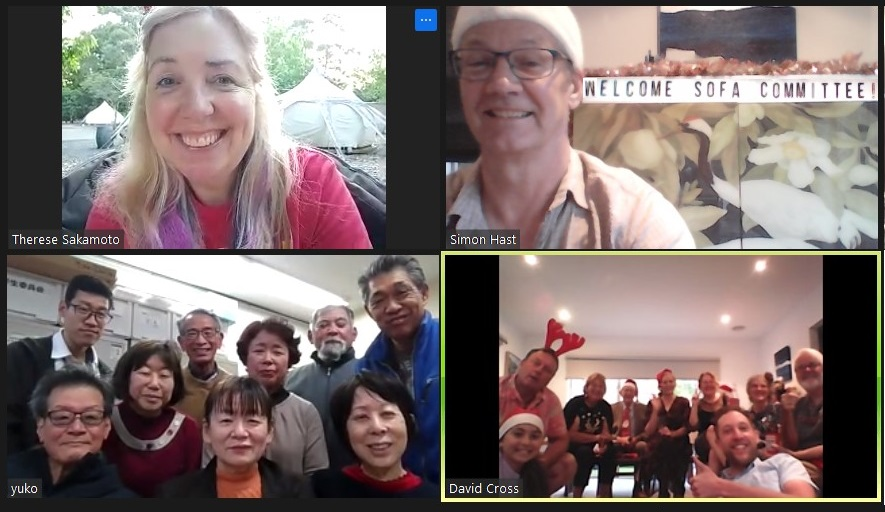 WELCOME SOFA COMMITTEE!
Therese Sakamoto
Simon Hast
yuko
David Cross